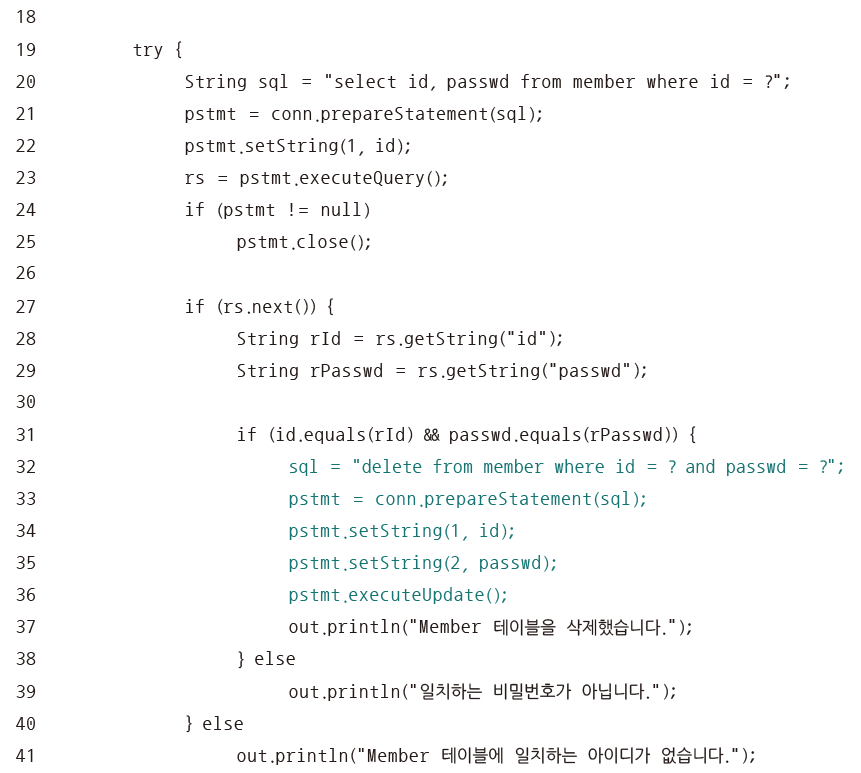 18
19 try {
20 String sql = "select id, passwd from member where id = ?";
21 pstmt = conn.prepareStatement(sql);
22 pstmt.setString(1, id);
23 rs = pstmt.executeQuery();
24 if (pstmt != null)
25 pstmt.close();
26
27 if (rs.next()) {
28 String rId = rs.getString("id");
29 String rPasswd = rs.getString("passwd");
30
31 if (id.equals(rId) && passwd.equals(rPasswd)) {
32 sql = "delete from member where id = ? and passwd = ?";
33 pstmt = conn.prepareStatement(sql);
34 pstmt.setString(1, id);
35 pstmt.setString(2, passwd);
36 pstmt.executeUpdate();
37 out.println("Member 테이블을 삭제했습니다.");
38 } else
39 out.println("일치하는 비밀번호가 아닙니다.");
40 } else
41 out.println("Member 테이블에 일치하는 아이디가 없습니다.");